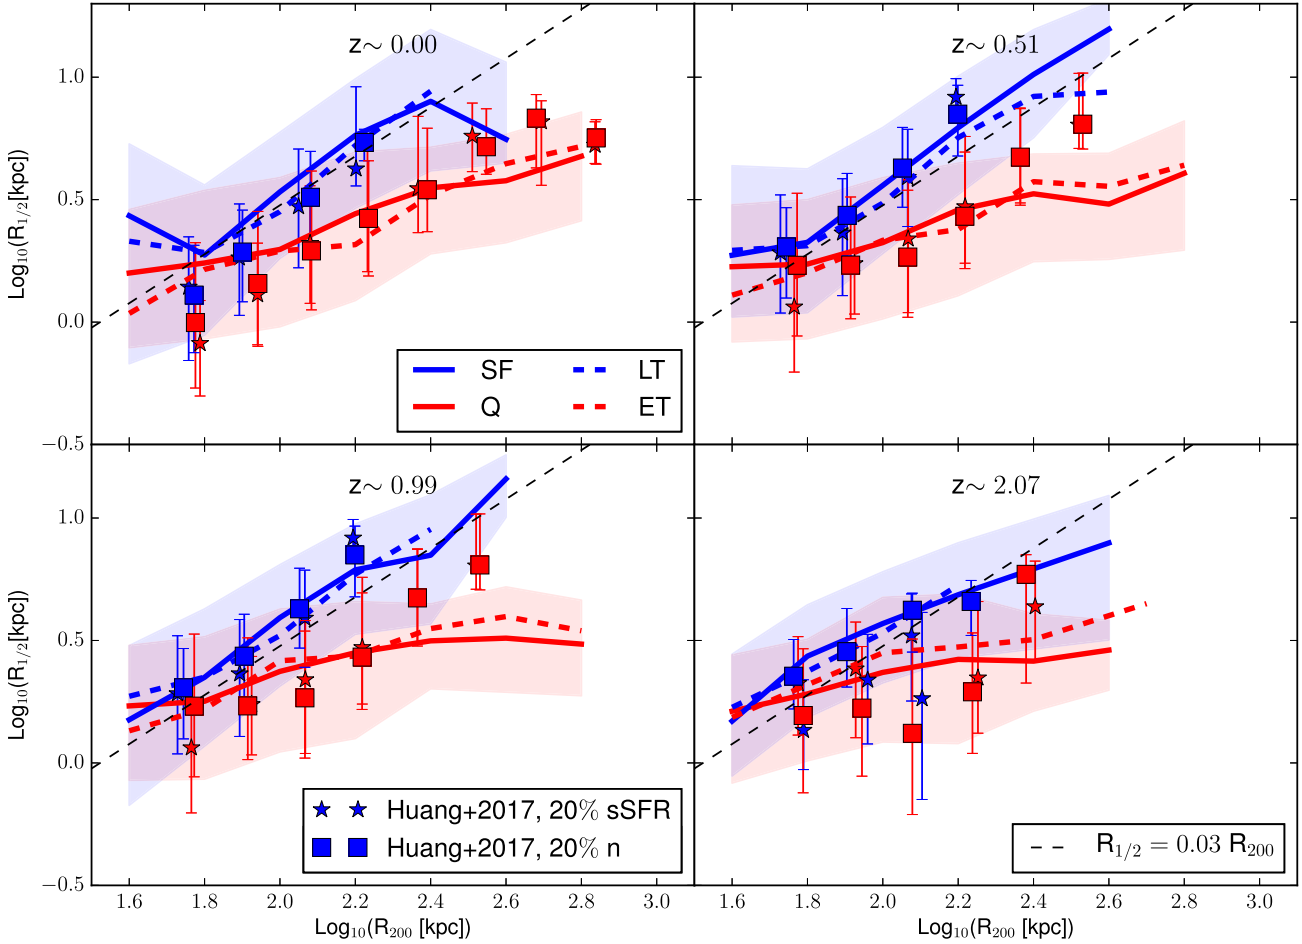 z∼ 0.00
z∼ 0.51
1.0
0.5
0.0
−0.5
Log₁₀(R₁/₂[kpc])
SF
LT
Q
ET
z∼ 0.99
z∼ 2.07
1.0
0.5
0.0
−0.5
Log₁₀(R₁/₂[kpc])
Huang+2017, 20% sSFR
Huang+2017, 20% n
R₁/₂ = 0.03 R₂₀₀
1.6 1.8 2.0 2.2 2.4 2.6 2.8 3.0
1.6 1.8 2.0 2.2 2.4 2.6 2.8 3.0
Log₁₀(R₂₀₀ [kpc])
Log₁₀(R₂₀₀ [kpc])